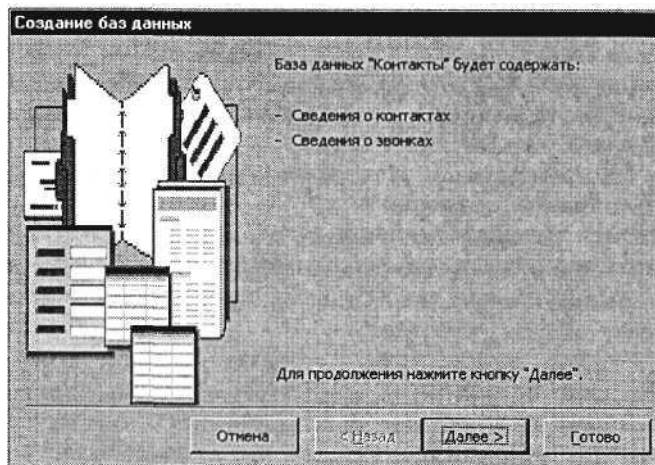 Создание баз данных
База данных "Контакты" будет содержать:
- Сведения о контактах
- Сведения о звонках
Для продолжения нажмите кнопку "Далее".
Отмена
< Назад
Далее >
Готово